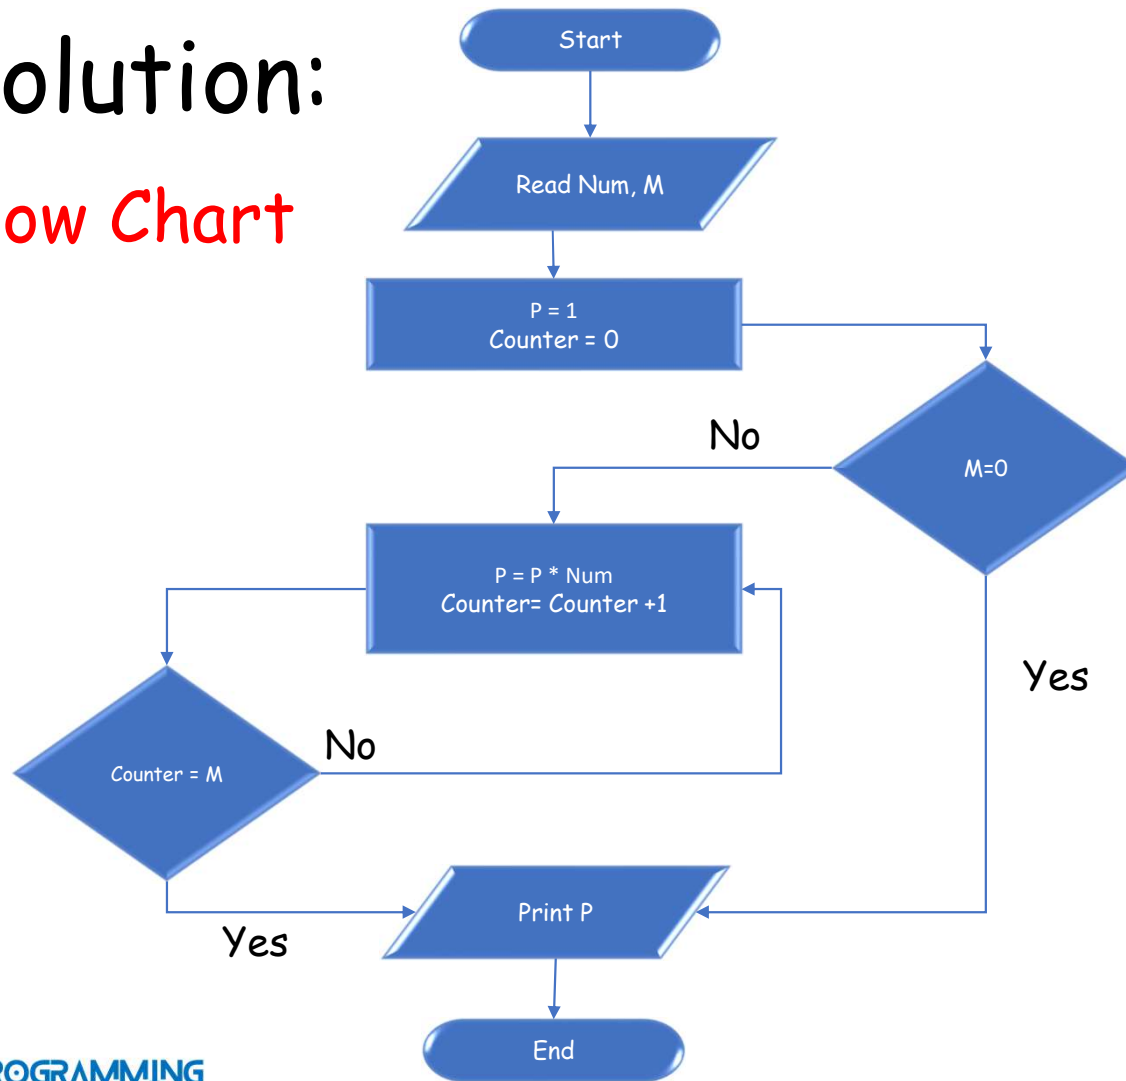 olution:
ow Chart
Start
Read Num, M
P = 1
Counter = 0
M=0
No
P = P * Num
Counter= Counter +1
Yes
Counter = M
No
Yes
Print P
End
ROGRAMMING